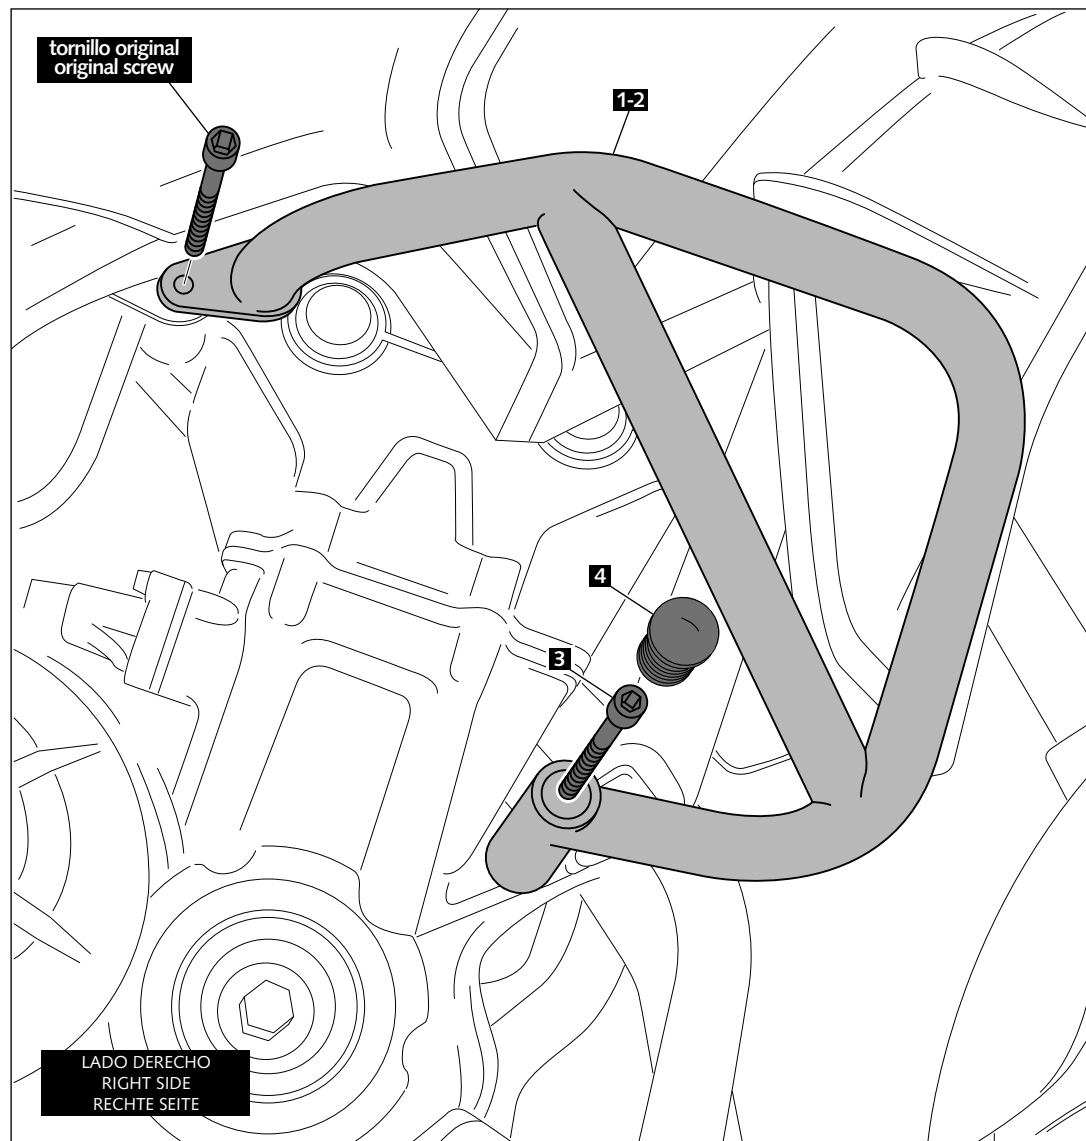 tornillo original
original screw
1-2
4
3
LADO DERECHO
RIGHT SIDE
RECHTE SEITE